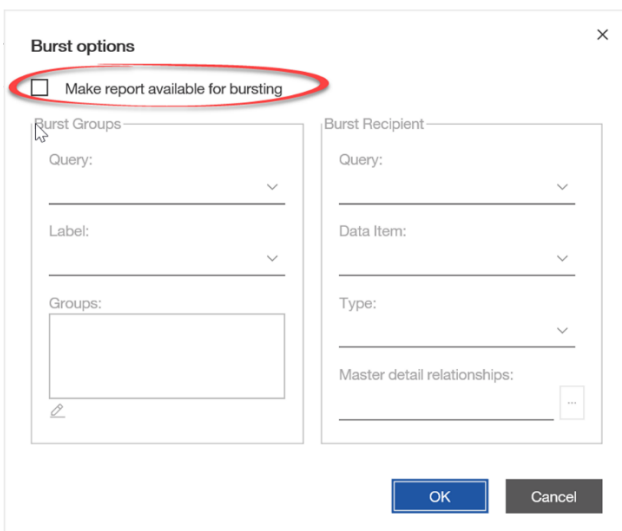 Burst options
Make report available for bursting
Burst Groups
Query:
Label:
Groups:
Burst Recipient
Query:
Data Item:
Type:
Master detail relationships:
...
OK
Cancel